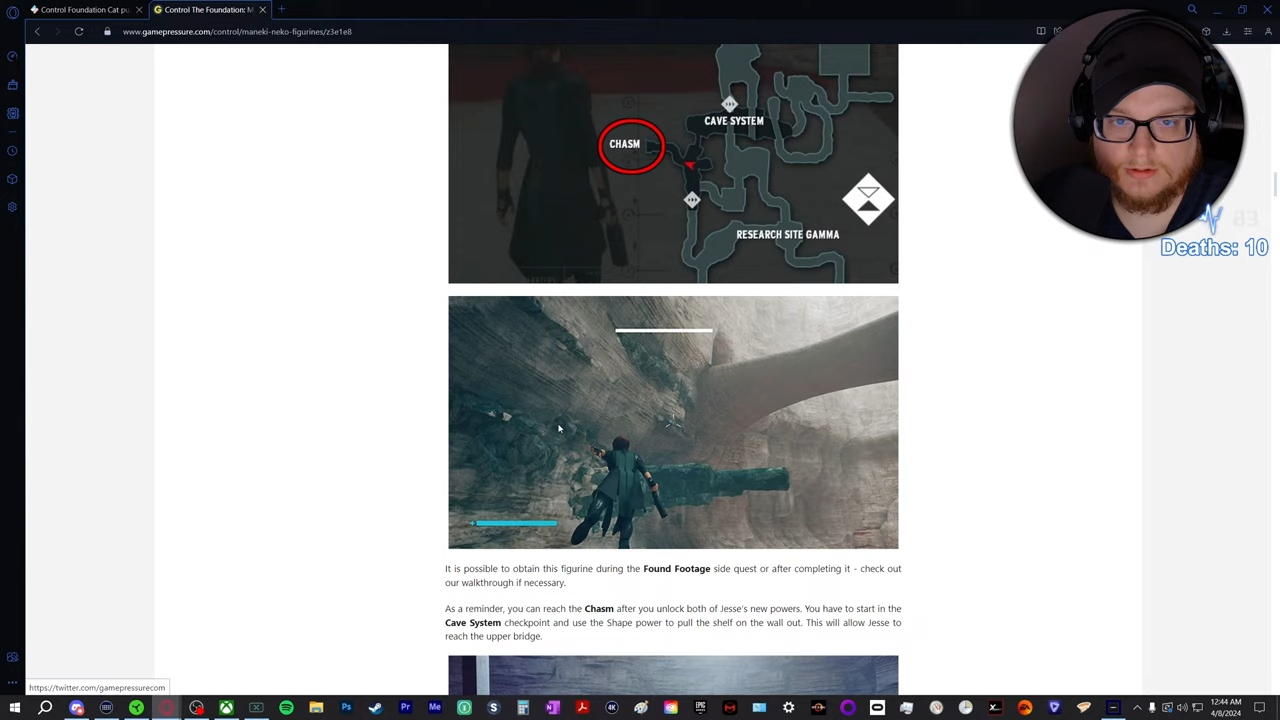 Control Foundation Cat pu
Control The Foundation: M
www.gamepressure.com/control/maneki-neko-figurines/z3e1e8
CHASM
CAVE SYSTEM
RESEARCH SITE GAMMA
83
Deaths: 10
It is possible to obtain this figurine during the Found Footage side quest or after completing it - check out
our walkthrough if necessary.
As a reminder, you can reach the Chasm after you unlock both of Jesse's new powers. You have to start in the
Cave System checkpoint and use the Shape power to pull the shelf on the wall out. This will allow Jesse to
reach the upper bridge.
https://twitter.com/gamepressurecom
12:44 AM
4/8/2024